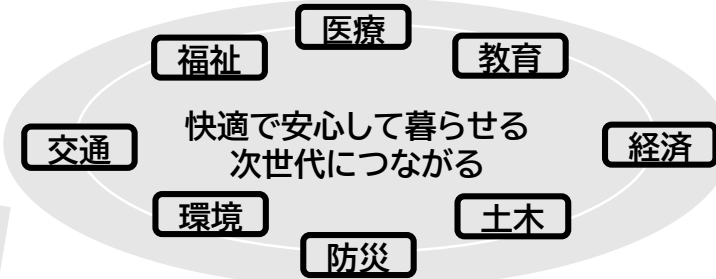 医療
福祉
教育
快適で安心して暮らせる
次世代につながる
交通
経済
環境
土木
防災